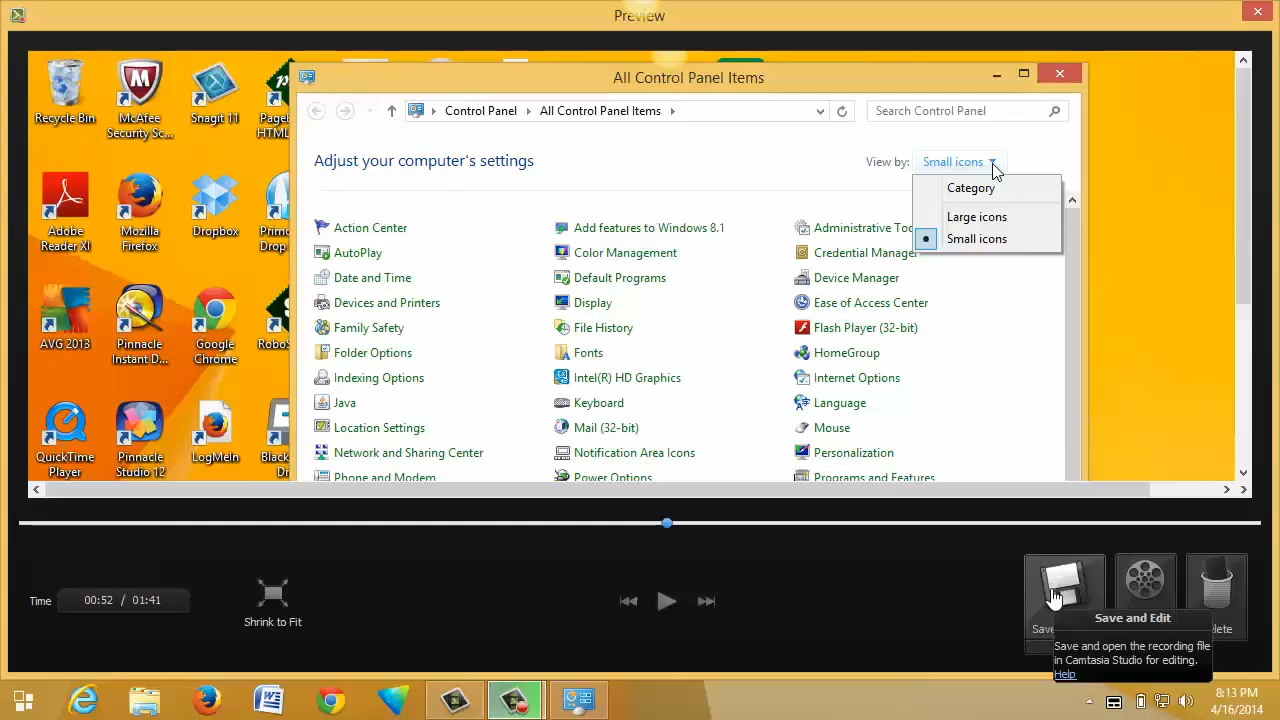 Preview
Recycle Bin
McAfee
Security Sc...
Snagit 11
HTML
Adobe
Reader XI
Mozilla
Firefox
Dropbox
Primo
Drop
AVG 2013
Pinnacle
Instant D...
Google
Chrome
QuickTime
Player
Pinnacle
Studio 12
LogMeIn
All Control Panel Items
Control Panel
All Control Panel Items
Search Control Panel
Adjust your computer's settings
View by:
Small icons
Category
Large icons
Small icons
Action Center
Add features to Windows 8.1
Administrative Too
AutoPlay
Color Management
Credential Manager
Date and Time
Default Programs
Device Manager
Devices and Printers
Display
Ease of Access Center
Family Safety
File History
Flash Player (32-bit)
Folder Options
Fonts
HomeGroup
Indexing Options
Intel(R) HD Graphics
Internet Options
Java
Keyboard
Language
Location Settings
Mail (32-bit)
Mouse
Network and Sharing Center
Notification Area Icons
Personalization
Phone and Modem
Power Options
Programs and Features
Time
00:52 / 01:41
Shrink to Fit
Save and Edit
Save and open the recording file
in Camtasia Studio for editing.
Help
8:13 PM
4/16/2014